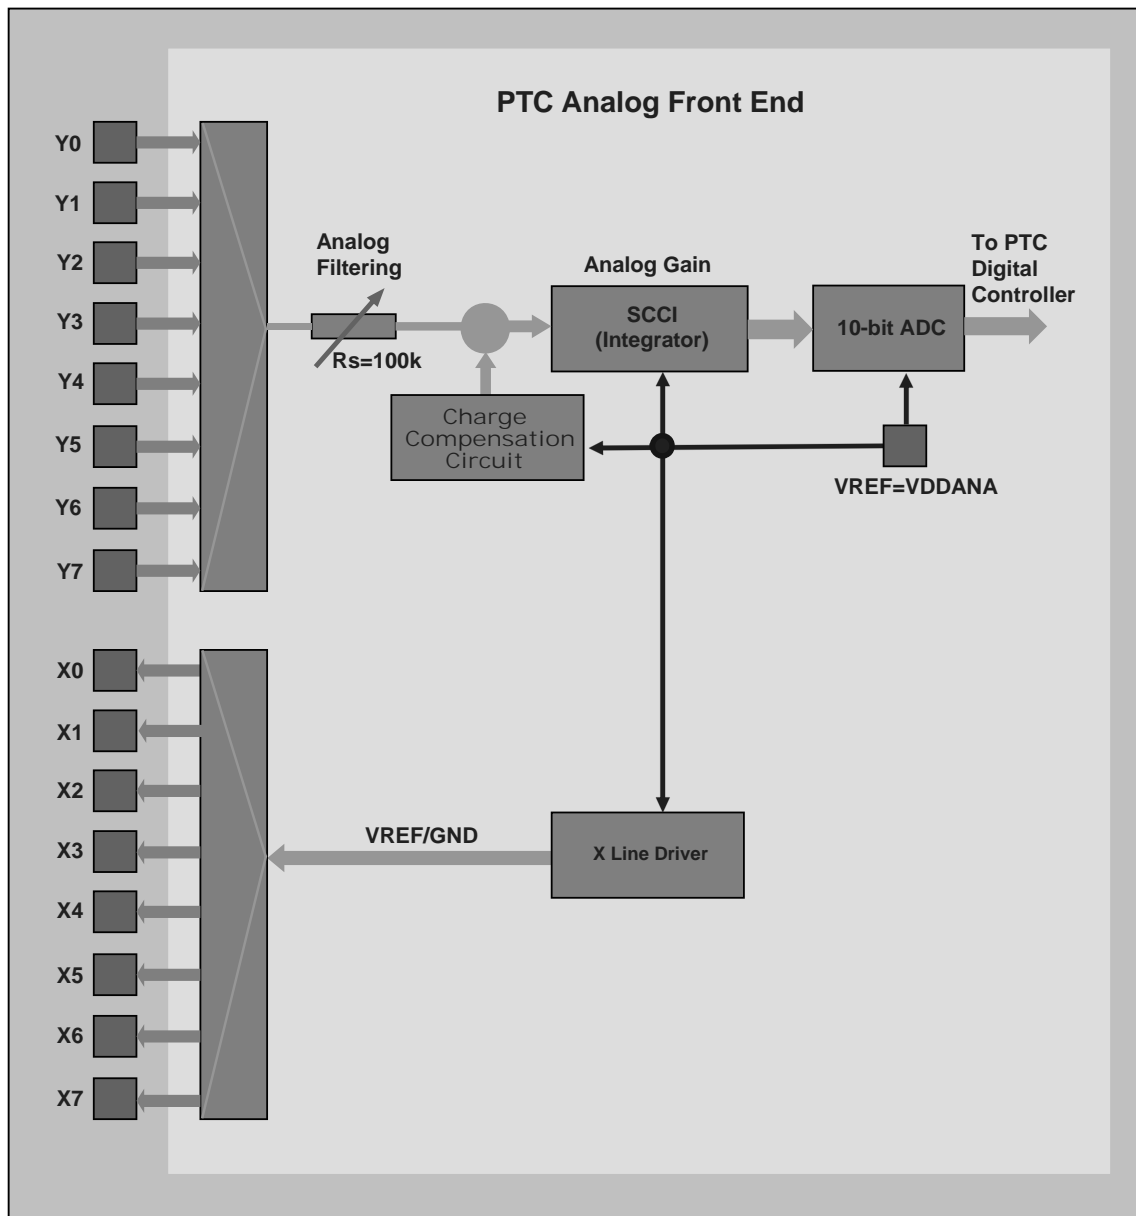 PTC Analog Front End
Y0
Y1
Y2
Y3
Y4
Y5
Y6
Y7
Analog
Filtering
Rs=100k
Analog Gain
SCCI
(Integrator)
10-bit ADC
To PTC
Digital
Controller
Charge
Compensation
Circuit
VREF=VDDANA
X0
X1
X2
X3
X4
X5
X6
X7
VREF/GND
X Line Driver